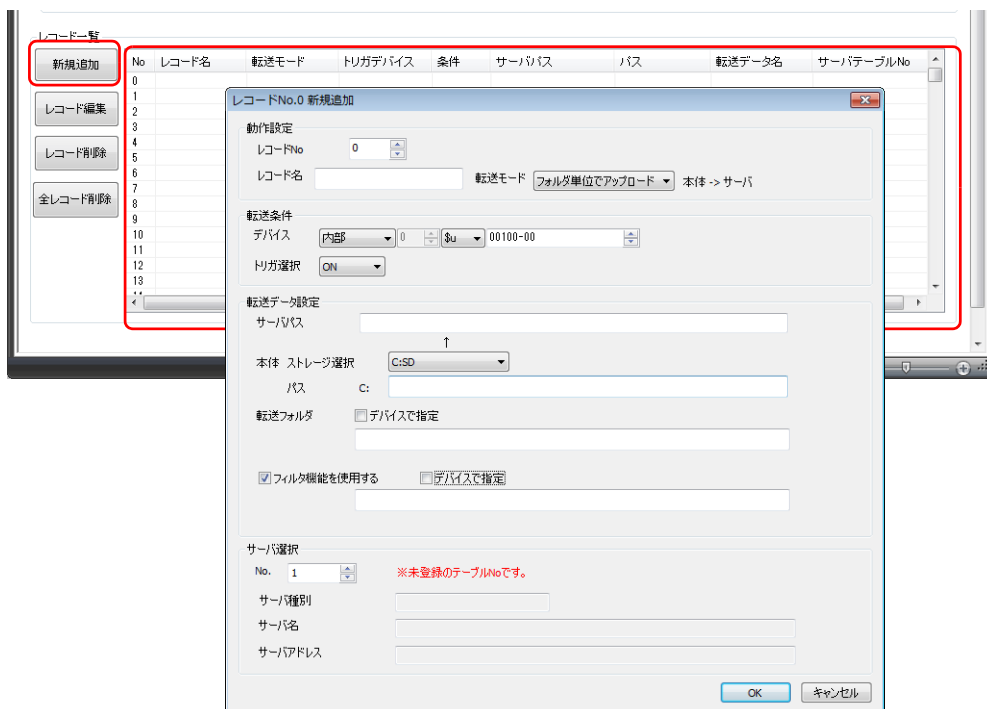 レコード一覧
新規追加
レコード編集
レコード削除
全レコード削除
No レコード名 転送モード トリガデバイス 条件 サーバパス パス 転送データ名 サーバテーブルNo
0
1
2
3
4
5
6
7
8
9
10
11
12
13
14
レコードNo.0 新規追加
動作設定
レコードNo 0
レコード名 転送モード フォルダ単位でアップロード 本体 -> サーバ
転送条件
デバイス 内部 0 $u 00100-00
トリガ選択 ON
転送データ設定
サーバパス
↑
本体 ストレージ選択 C:SD
パス C:
転送フォルダ デバイスで指定
フィルタ機能を使用する デバイスで指定
サーバ選択
No. 1 ※未登録のテーブルNoです。
サーバ種別
サーバ名
サーバアドレス
OK キャンセル